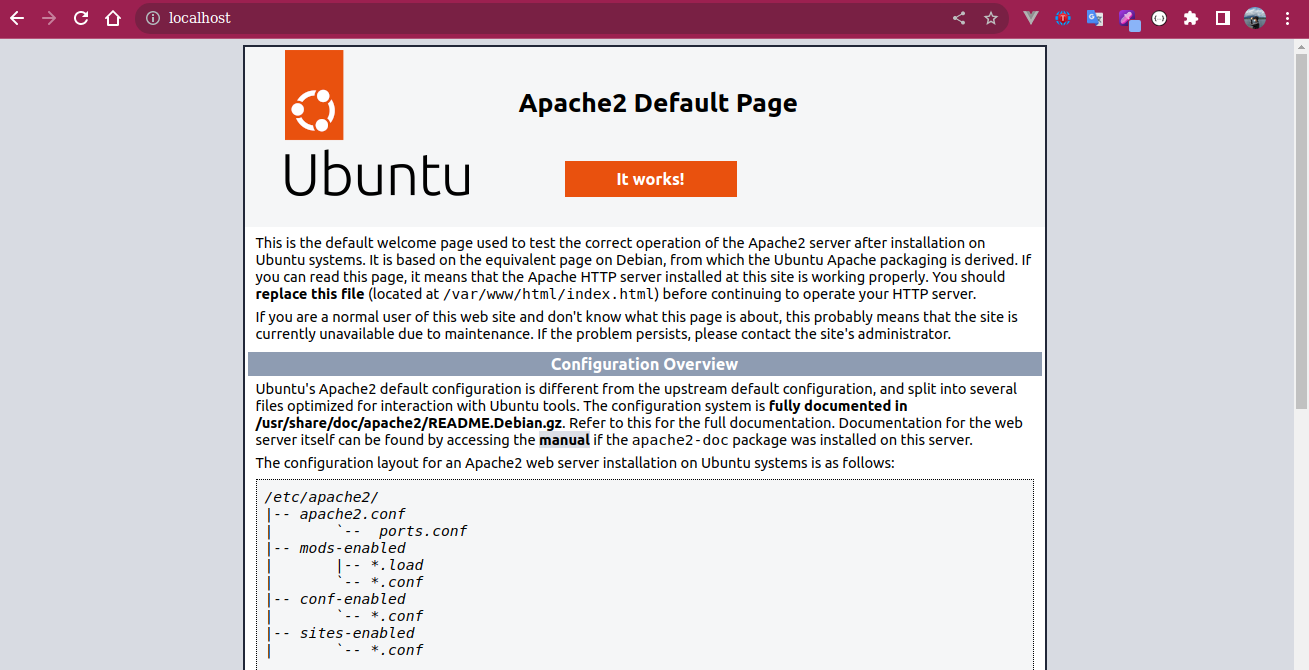 localhost
Apache2 Default Page
Ubuntu
It works!
This is the default welcome page used to test the correct operation of the Apache2 server after installation on
Ubuntu systems. It is based on the equivalent page on Debian, from which the Ubuntu Apache packaging is derived. If
you can read this page, it means that the Apache HTTP server installed at this site is working properly. You should
replace this file (located at /var/www/html/index.html) before continuing to operate your HTTP server.
If you are a normal user of this web site and don't know what this page is about, this probably means that the site is
currently unavailable due to maintenance. If the problem persists, please contact the site's administrator.
Configuration Overview
Ubuntu's Apache2 default configuration is different from the upstream default configuration, and split into several
files optimized for interaction with Ubuntu tools. The configuration system is fully documented in
/usr/share/doc/apache2/README.Debian.gz. Refer to this for the full documentation. Documentation for the web
server itself can be found by accessing the manual if the apache2-doc package was installed on this server.
The configuration layout for an Apache2 web server installation on Ubuntu systems is as follows:
/etc/apache2/
|-- apache2.conf
|       `--  ports.conf
|-- mods-enabled
|       |-- *.load
|       `-- *.conf
|-- conf-enabled
|       `-- *.conf
|-- sites-enabled
|       `-- *.conf